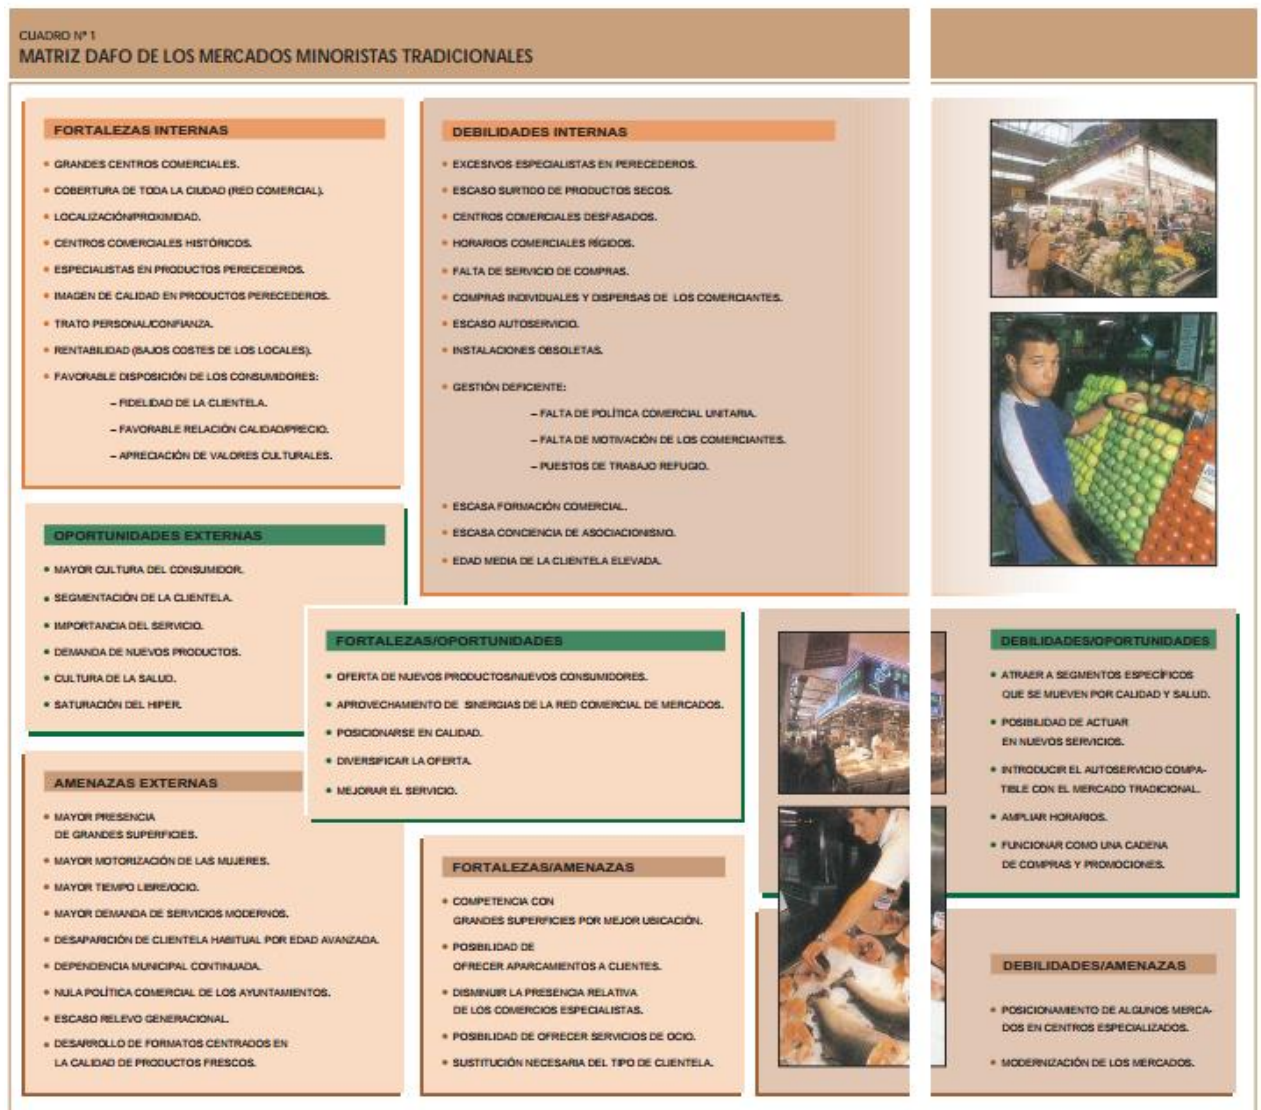 CUADRO Nº 1
MATRIZ DAFO DE LOS MERCADOS MINORISTAS TRADICIONALES
FORTALEZAS INTERNAS
• GRANDES CENTROS COMERCIALES.
• COBERTURA DE TODA LA CIUDAD (RED COMERCIAL).
• LOCALIZACIÓN/PROXIMIDAD.
• CENTROS COMERCIALES HISTÓRICOS.
• ESPECIALISTAS EN PRODUCTOS PERECEDEROS.
• IMAGEN DE CALIDAD EN PRODUCTOS PERECEDEROS.
• TRATO PERSONAL/CONFIANZA.
• RENTABILIDAD (BAJOS COSTES DE LOS LOCALES).
• FAVORABLE DISPOSICIÓN DE LOS CONSUMIDORES:
– FIDELIDAD DE LA CLIENTELA.
– FAVORABLE RELACIÓN CALIDAD/PRECIO.
– APRECIACIÓN DE VALORES CULTURALES.
DEBILIDADES INTERNAS
• EXCESIVOS ESPECIALISTAS EN PERECEDEROS.
• ESCASO SURTIDO DE PRODUCTOS SECOS.
• CENTROS COMERCIALES DESFASADOS.
• HORARIOS COMERCIALES RÍGIDOS.
• FALTA DE SERVICIO DE COMPRAS.
• COMPRAS INDIVIDUALES Y DISPERSAS DE LOS COMERCIANTES.
• ESCASO AUTOSERVICIO.
• INSTALACIONES OBSOLETAS.
• GESTIÓN DEFICIENTE:
– FALTA DE POLÍTICA COMERCIAL UNITARIA.
– FALTA DE MOTIVACIÓN DE LOS COMERCIANTES.
– PUESTOS DE TRABAJO REFUGIO.
• ESCASA FORMACIÓN COMERCIAL.
• ESCASA CONCIENCIA DE ASOCIACIONISMO.
• EDAD MEDIA DE LA CLIENTELA ELEVADA.
OPORTUNIDADES EXTERNAS
• MAYOR CULTURA DEL CONSUMIDOR.
• SEGMENTACIÓN DE LA CLIENTELA.
• IMPORTANCIA DEL SERVICIO.
• DEMANDA DE NUEVOS PRODUCTOS.
• CULTURA DE LA SALUD.
• SATURACIÓN DEL HIPER.
FORTALEZAS/OPORTUNIDADES
• OFERTA DE NUEVOS PRODUCTOS/NUEVOS CONSUMIDORES.
• APROVECHAMIENTO DE SINERGIAS DE LA RED COMERCIAL DE MERCADOS.
• POSICIONARSE EN CALIDAD.
• DIVERSIFICAR LA OFERTA.
• MEJORAR EL SERVICIO.
DEBILIDADES/OPORTUNIDADES
• ATRAER A SEGMENTOS ESPECÍFICOS
QUE SE MUEVEN POR CALIDAD Y SALUD.
• POSIBILIDAD DE ACTUAR
EN NUEVOS SERVICIOS.
• INTRODUCIR EL AUTOSERVICIO COMPA-
TIBLE CON EL MERCADO TRADICIONAL.
• AMPLIAR HORARIOS.
• FUNCIONAR COMO UNA CADENA
DE COMPRAS Y PROMOCIONES.
AMENAZAS EXTERNAS
• MAYOR PRESENCIA
DE GRANDES SUPERFICIES.
• MAYOR MOTORIZACIÓN DE LAS MUJERES.
• MAYOR TIEMPO LIBRE/OCIO.
• MAYOR DEMANDA DE SERVICIOS MODERNOS.
• DESAPARICIÓN DE CLIENTELA HABITUAL POR EDAD AVANZADA.
• DEPENDENCIA MUNICIPAL CONTINUADA.
• NULA POLÍTICA COMERCIAL DE LOS AYUNTAMIENTOS.
• ESCASO RELEVO GENERACIONAL.
• DESARROLLO DE FORMATOS CENTRADOS EN
LA CALIDAD DE PRODUCTOS FRESCOS.
FORTALEZAS/AMENAZAS
• COMPETENCIA CON
GRANDES SUPERFICIES POR MEJOR UBICACIÓN.
• POSIBILIDAD DE
OFRECER APARCAMIENTOS A CLIENTES.
• DISMINUIR LA PRESENCIA RELATIVA
DE LOS COMERCIOS ESPECIALISTAS.
• POSIBILIDAD DE OFRECER SERVICIOS DE OCIO.
• SUSTITUCIÓN NECESARIA DEL TIPO DE CLIENTELA.
DEBILIDADES/AMENAZAS
• POSICIONAMIENTO DE ALGUNOS MERCA-
DOS EN CENTROS ESPECIALIZADOS.
• MODERNIZACIÓN DE LOS MERCADOS.